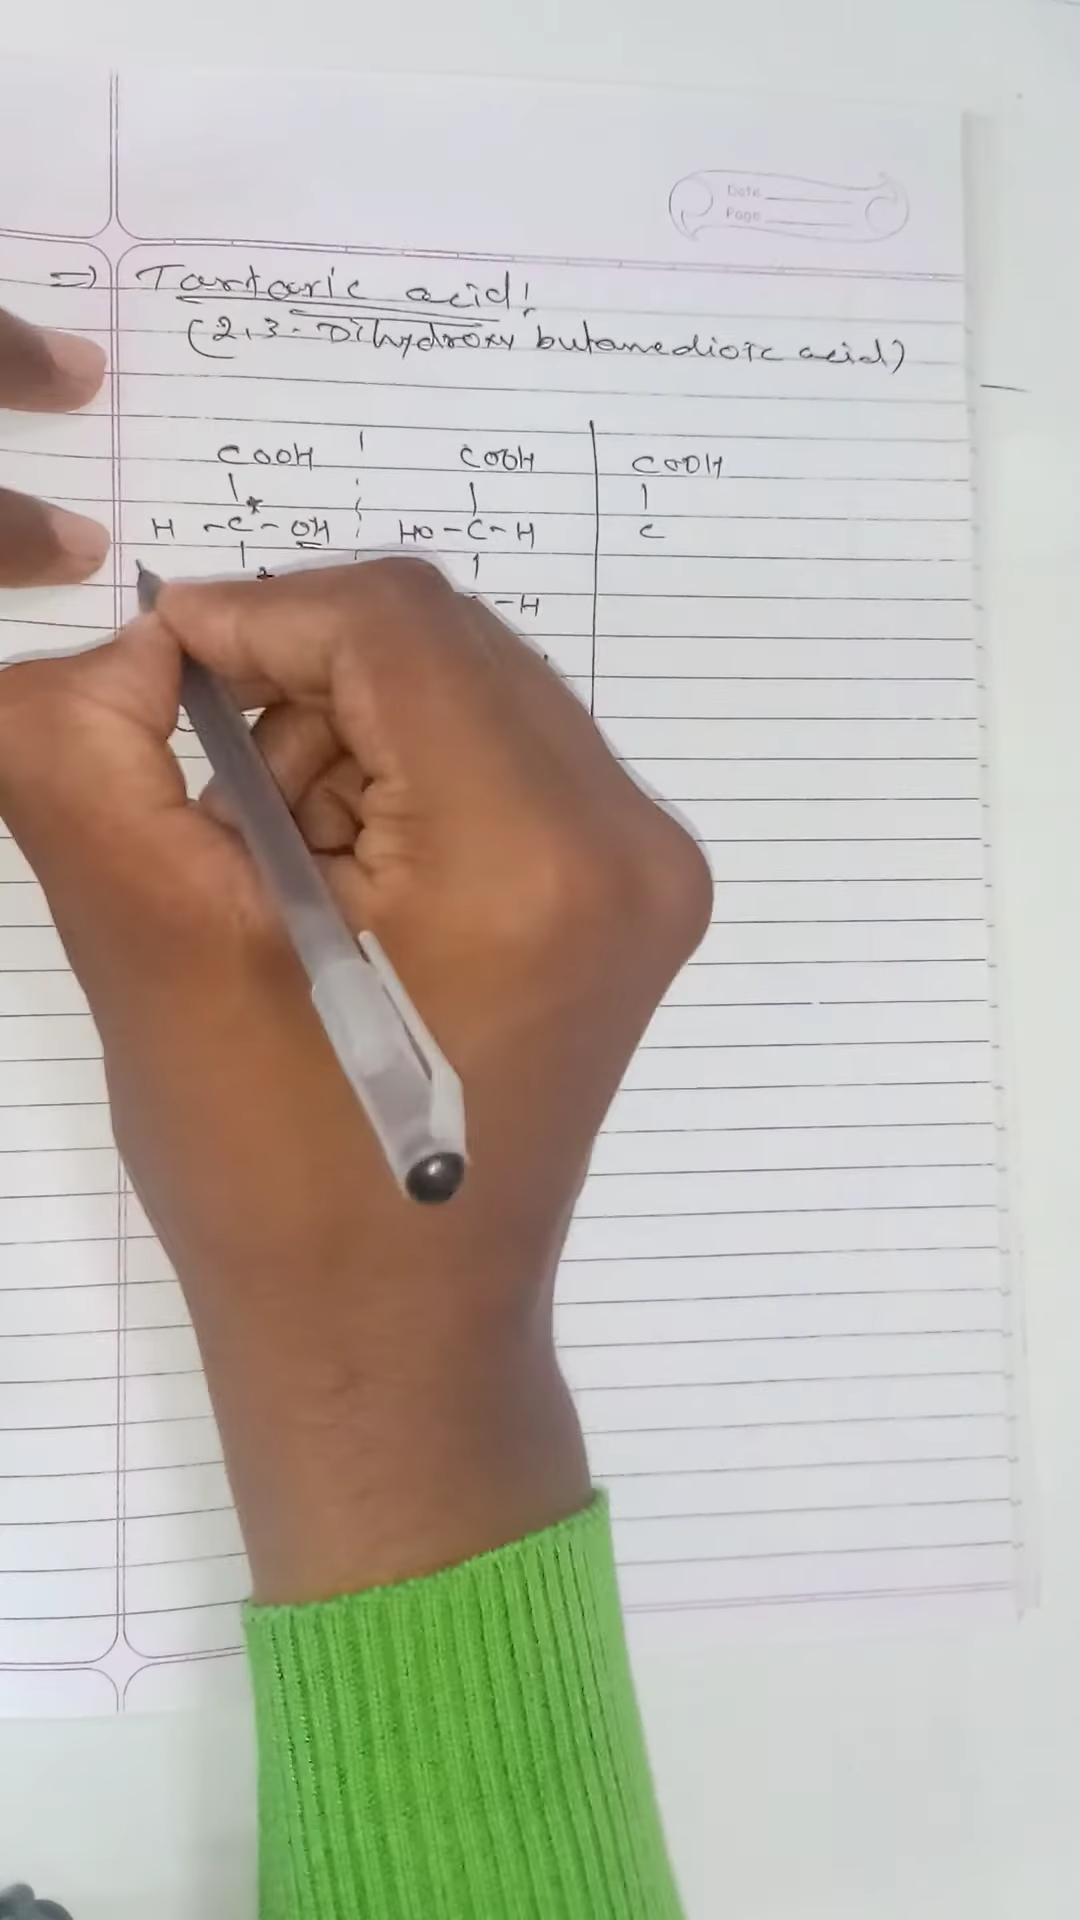 Date
Page
=) Tartaric acid!
(2,3-Dihydroxy butanedioic acid)
COOH COOH COOH
| | |
H -C*- OH HO -C- H C
| |
* -H